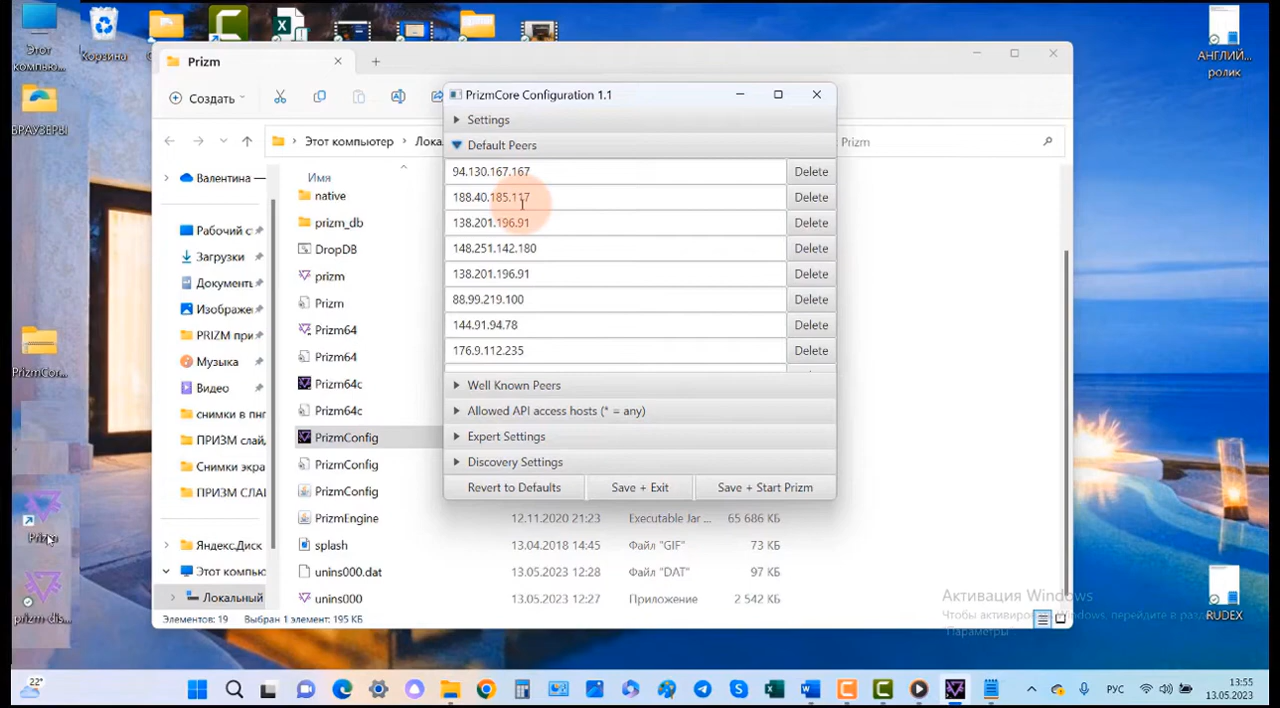 Этот
компью...
Корзина
БРАУЗЕРЫ
PrizmCor...
Prizm
prizm-dis...
АНГЛИЙ...
ролик
RUDEX
Prizm
Создать
Этот компьютер
Лока
Prizm
Валентина
Рабочий с
Загрузки
Документы
Изображе
PRIZM при
Музыка
Видео
снимки в пнг
ПРИЗМ слай
Снимки экра
ПРИЗМ СЛАЙ
Яндекс.Диск
Этот компью
Локальный
Имя
native
prizm_db
DropDB
prizm
Prizm
Prizm64
Prizm64
Prizm64c
Prizm64c
PrizmConfig
PrizmConfig
PrizmConfig
PrizmEngine 12.11.2020 21:23 Executable Jar ... 65 686 КБ
splash 13.04.2018 14:45 Файл "GIF" 73 КБ
unins000.dat 13.05.2023 12:28 Файл "DAT" 97 КБ
unins000 13.05.2023 12:27 Приложение 2 542 КБ
Элементов: 19 Выбран 1 элемент: 195 КБ
PrizmCore Configuration 1.1
Settings
Default Peers
94.130.167.167 Delete
188.40.185.117 Delete
138.201.196.91 Delete
148.251.142.180 Delete
138.201.196.91 Delete
88.99.219.100 Delete
144.91.94.78 Delete
176.9.112.235 Delete
Well Known Peers
Allowed API access hosts (* = any)
Expert Settings
Discovery Settings
Revert to Defaults Save + Exit Save + Start Prizm
Активация Windows
Чтобы активировать Windows, перейдите в раздел
"Параметры".
22°
РУС
13:55
13.05.2023